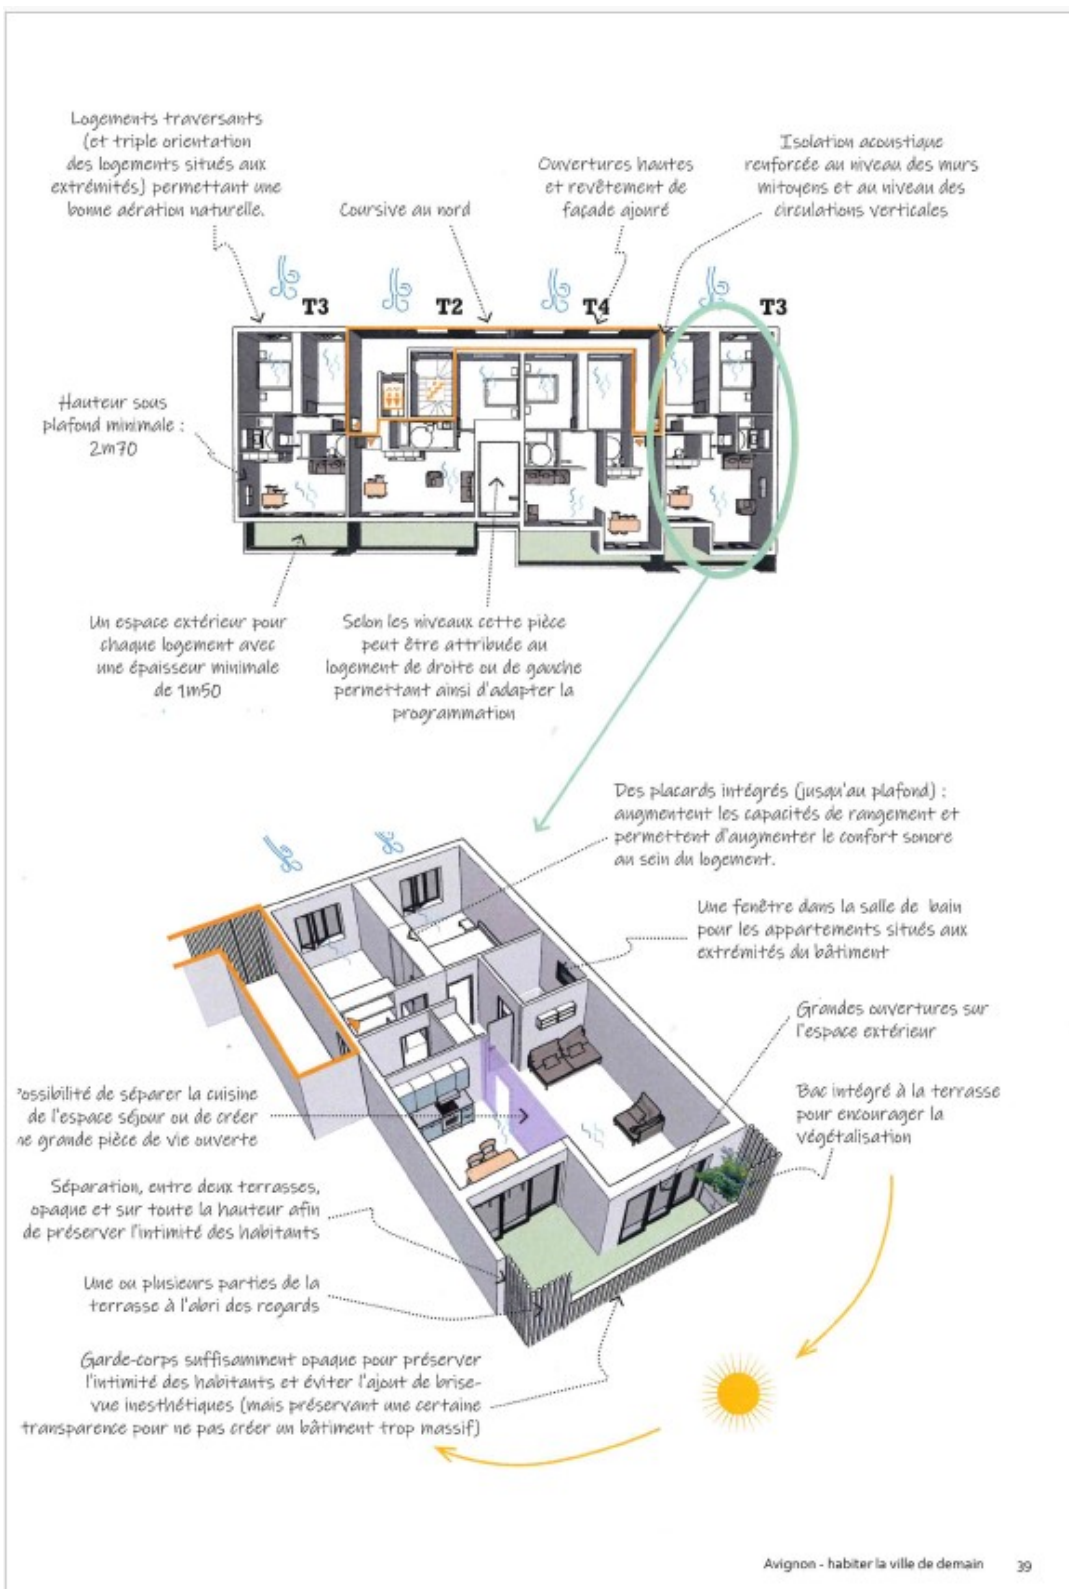 Logements traversants
(et triple orientation
des logements situés aux
extrémités) permettant une
bonne aération naturelle.
Coursive au nord
Ouvertures hautes
et revêtement de
façade ajouré
Isolation acoustique
renforcée au niveau des murs
mitoyens et au niveau des
circulations verticales
T3
T2
T4
T3
Hauteur sous
plafond minimale :
2m70
Un espace extérieur pour
chaque logement avec
une épaisseur minimale
de 1m50
Selon les niveaux cette pièce
peut être attribuée au
logement de droite ou de gauche
permettant ainsi d'adapter la
programmation
Des placards intégrés (jusqu'au plafond) :
augmentent les capacités de rangement et
permettent d'augmenter le confort sonore
au sein du logement.
Une fenêtre dans la salle de bain
pour les appartements situés aux
extrémités du bâtiment
Grandes ouvertures sur
l'espace extérieur
Bac intégré à la terrasse
pour encourager la
végétalisation
ossibilité de séparer la cuisine
de l'espace séjour ou de créer
ne grande pièce de vie ouverte
Séparation, entre deux terrasses,
opaque et sur toute la hauteur afin
de préserver l'intimité des habitants
Une ou plusieurs parties de la
terrasse à l'abri des regards
Garde-corps suffisamment opaque pour préserver
l'intimité des habitants et éviter l'ajout de brise-
vue inesthétiques (mais préservant une certaine
transparence pour ne pas créer un bâtiment trop massif)
Avignon - habiter la ville de demain 39